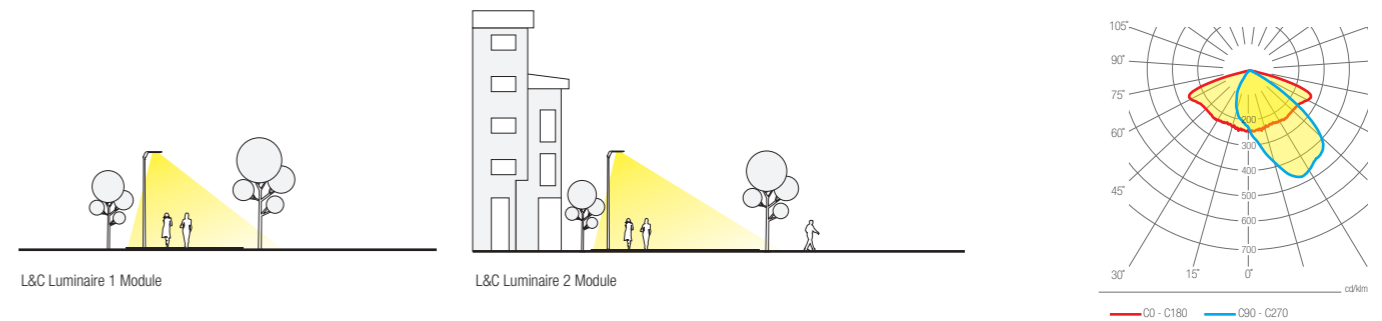 L&C Luminaire 1 Module
L&C Luminaire 2 Module
105˚
90˚
75˚
60˚
45˚
30˚
15˚
0˚
200
300
400
500
600
700
cd/klm
C0 - C180
C90 - C270